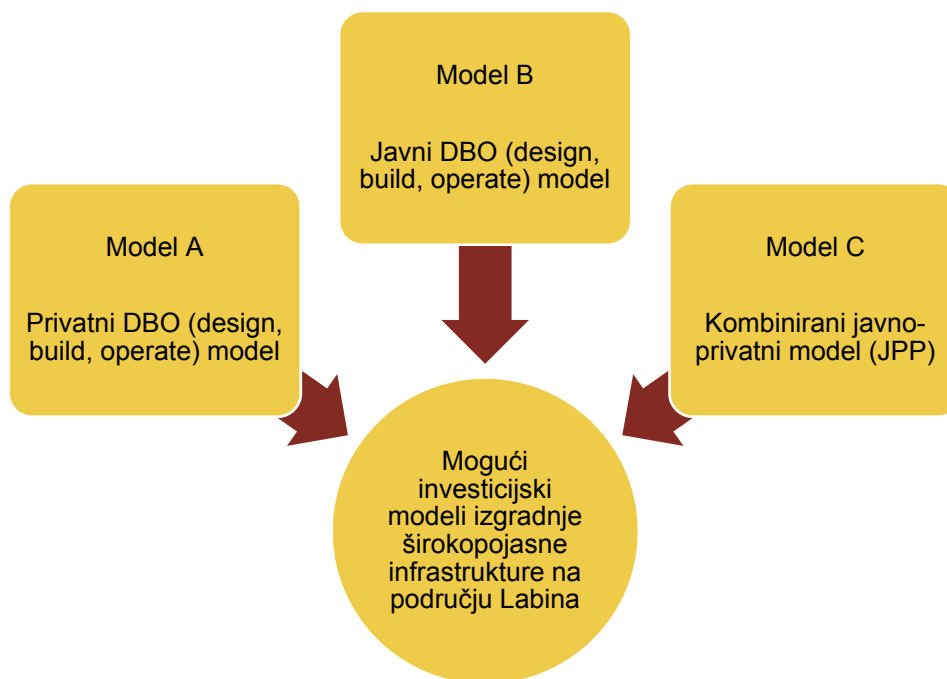 Model A
Privatni DBO (design,
build, operate) model
Model B
Javni DBO (design,
build, operate) model
Model C
Kombinirani javno-
privatni model (JPP)
Mogući
investicijski
modeli izgradnje
širokopojasne
infrastrukture na
području Labina